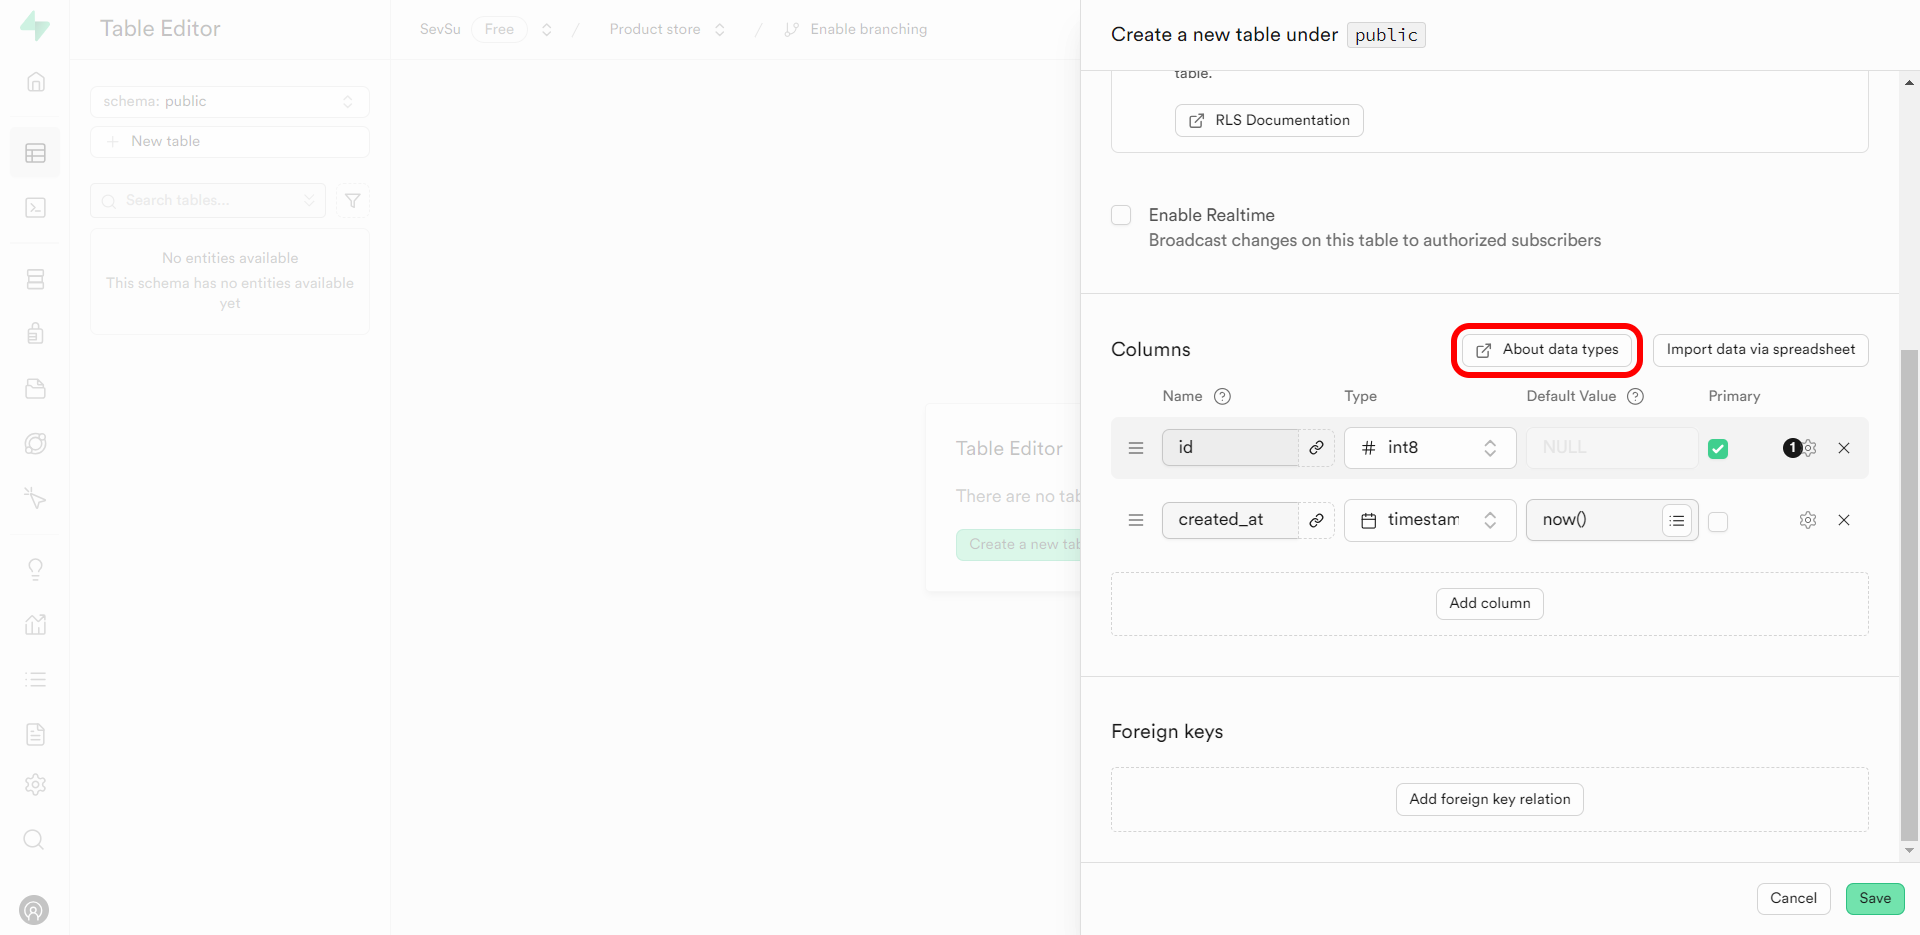 Table Editor
SevSu Free / Product store / Enable branching
schema: public
New table
Search tables...
No entities available
This schema has no entities available
yet
Table Editor
There are no tab
Create a new tab
Create a new table under public
table.
RLS Documentation
Enable Realtime
Broadcast changes on this table to authorized subscribers
Columns
About data types
Import data via spreadsheet
Name Type Default Value Primary
id int8 NULL 1
created_at timestam now()
Add column
Foreign keys
Add foreign key relation
Cancel Save